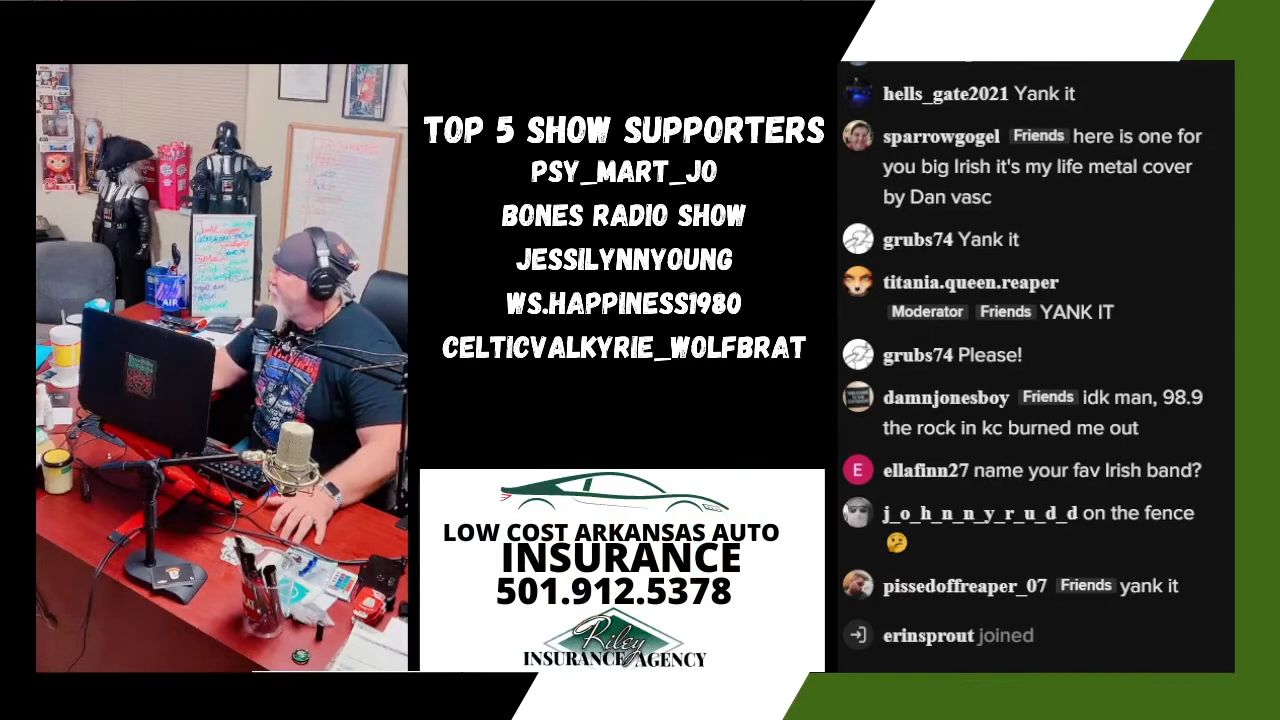 TOP 5 SHOW SUPPORTERS
PSY_MART_JO
BONES RADIO SHOW
JESSILYNNYOUNG
WS.HAPPINESS1980
CELTICVALKYRIE_WOLFBRAT
LOW COST ARKANSAS AUTO
INSURANCE
501.912.5378
Riley
INSURANCE AGENCY
hells_gate2021 Yank it
sparrowgogel Friends here is one for
you big Irish it's my life metal cover
by Dan vasc
grubs74 Yank it
titania.queen.reaper
Moderator Friends YANK IT
grubs74 Please!
damnjonesboy Friends idk man, 98.9
the rock in kc burned me out
E ellafinn27 name your fav Irish band?
j_o_h_n_n_y_r_u_d_d on the fence
🤔
pissedoffreaper_07 Friends yank it
erinsprout joined
AIR